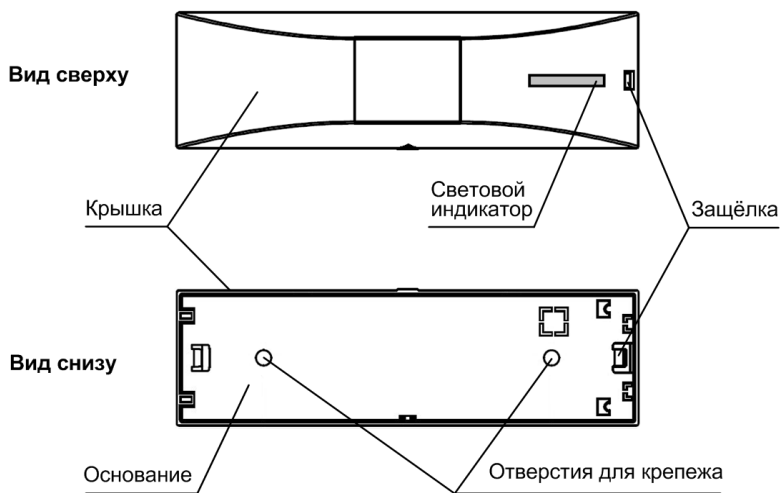 Вид сверху
Крышка
Световой
индикатор
Защёлка
Вид снизу
Основание
Отверстия для крепежа